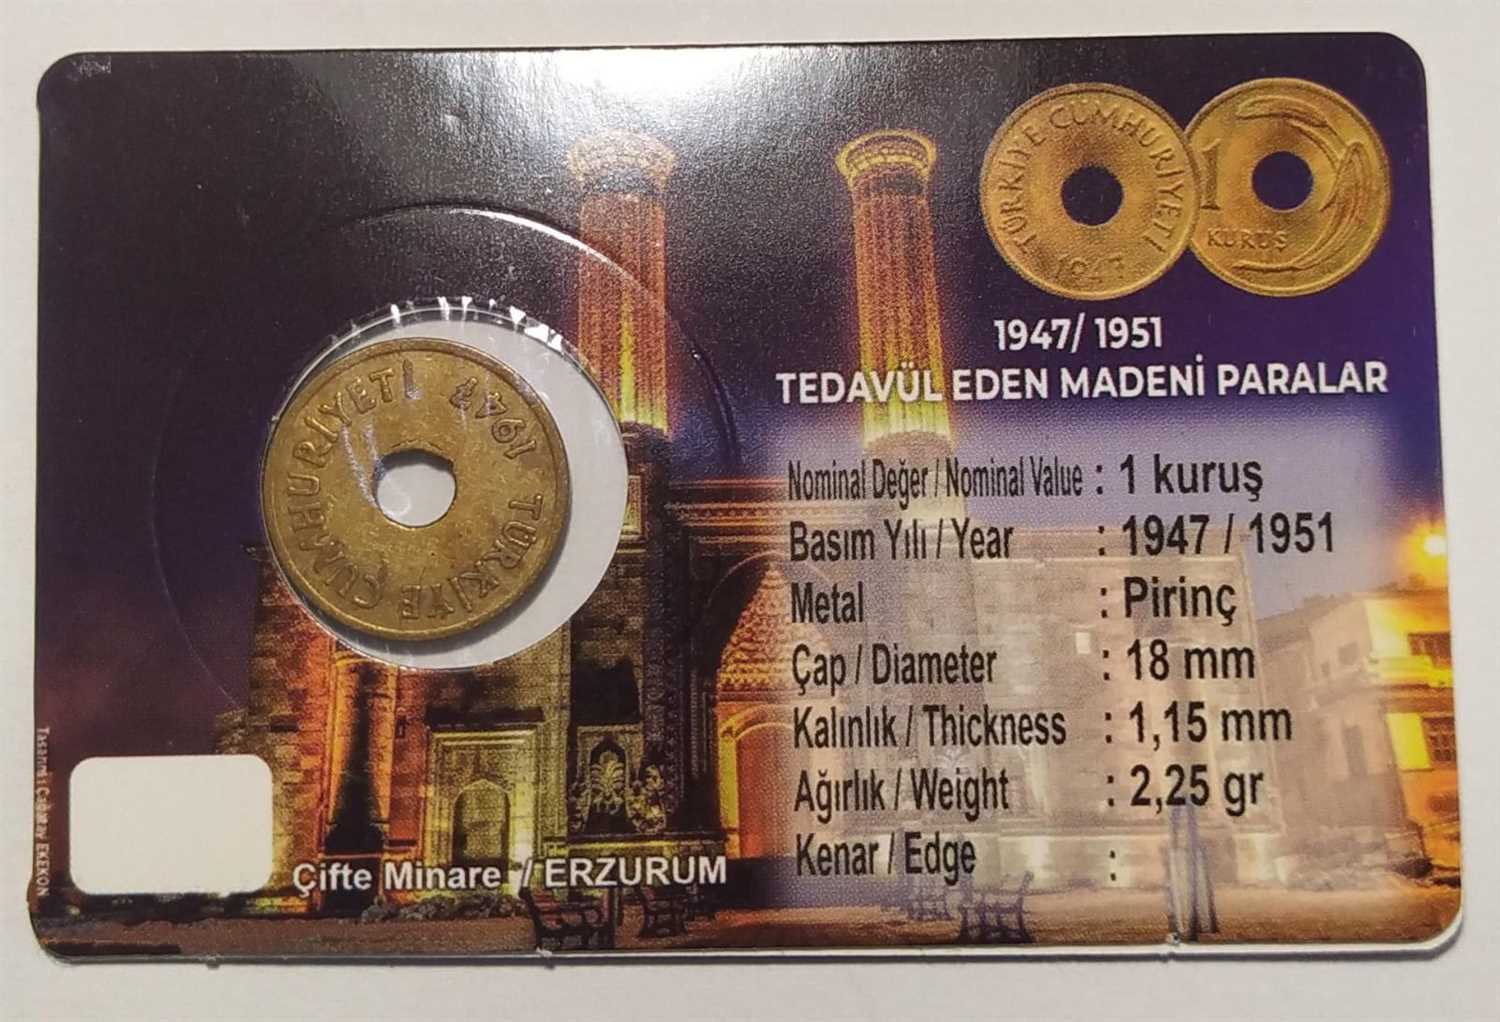 TÜRKİYE CUMHURİYETİ
1947
1
KURUŞ
1947/ 1951
TEDAVÜL EDEN MADENİ PARALAR
TÜRKİYE CUMHURİYETİ 1947
Nominal Değer / Nominal Value : 1 kuruş
Basım Yılı / Year : 1947 / 1951
Metal : Pirinç
Çap / Diameter : 18 mm
Kalınlık / Thickness : 1,15 mm
Ağırlık / Weight : 2,25 gr
Kenar / Edge :
Çifte Minare / ERZURUM